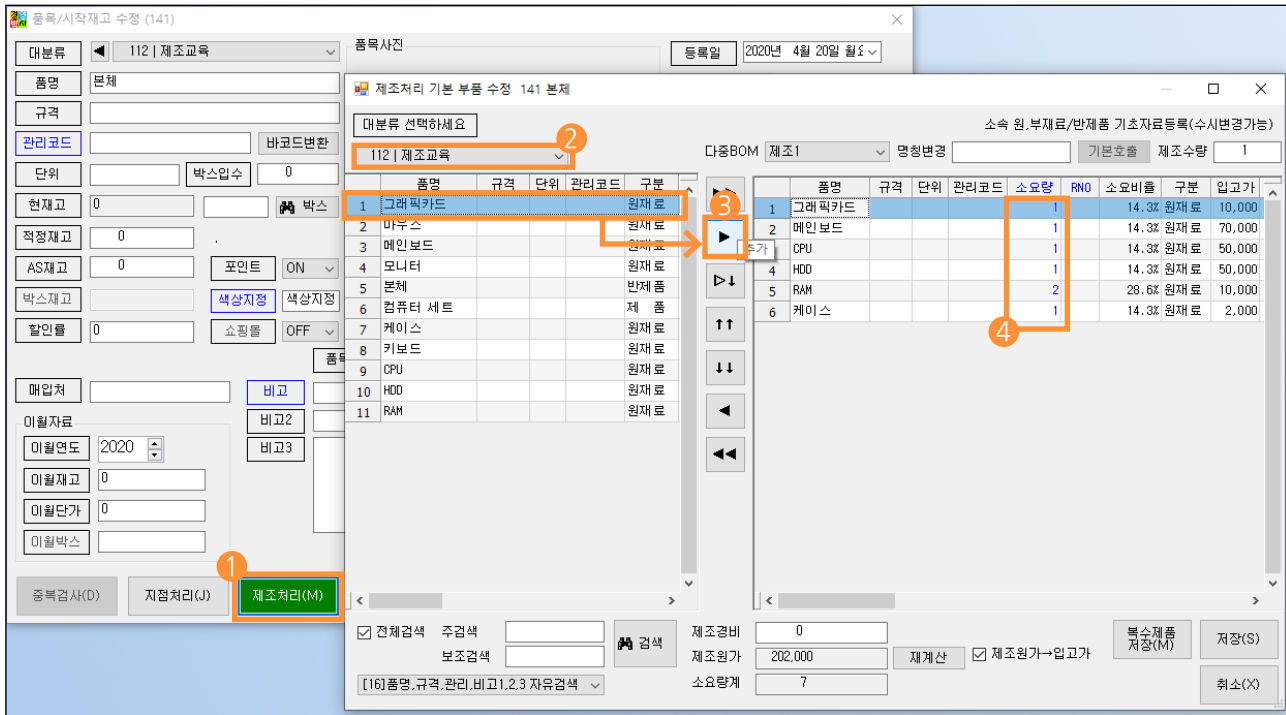 품목/시작재고 수정 (141)
대분류 112 | 제조교육 품목사진 등록일 2020년 4월 20일 월요
품명 본체
규격
관리코드 바코드변환
단위 박스입수 0
현재고 0 박스
적정재고 0 .
AS재고 0 포인트 ON
박스재고 색상지정 색상지정
할인률 0 쇼핑몰 OFF
품목
매입처 비고
이월자료 비고2
이월연도 2020 비고3
이월재고 0
이월단가 0
이월박스
1
중복검사(D) 지점처리(J) 제조처리(M)
제조처리 기본 부품 수정 141 본체
대분류 선택하세요 소속 원,부재료/반제품 기초자료등록(수시변경가능)
2
112 | 제조교육 다중BOM 제조1 명칭변경 기본호출 제조수량 1
품명 규격 단위 관리코드 구분
1 그래픽카드 원재료
2 마우스 원재료
3 메인보드 원재료
4 모니터 원재료
5 본체 반제품
6 컴퓨터 세트 제 품
7 케이스 원재료
8 키보드 원재료
9 CPU 원재료
10 HDD 원재료
11 RAM 원재료
3
추가
품명 규격 단위 관리코드 소요량 RNO 소요비율 구분 입고가
1 그래픽카드 1 14.3% 원재료 10,000
2 메인보드 1 14.3% 원재료 70,000
CPU 1 14.3% 원재료 50,000
4 HDD 1 14.3% 원재료 50,000
5 RAM 2 28.6% 원재료 10,000
6 케이스 1 14.3% 원재료 2,000
4
전체검색 주검색 검색
보조검색
[16]품명,규격,관리,비고1,2,3 자유검색
제조경비 0
제조원가 202,000 재계산 제조원가→입고가
소요량계 7
복수제품
저장(M)
저장(S)
취소(X)